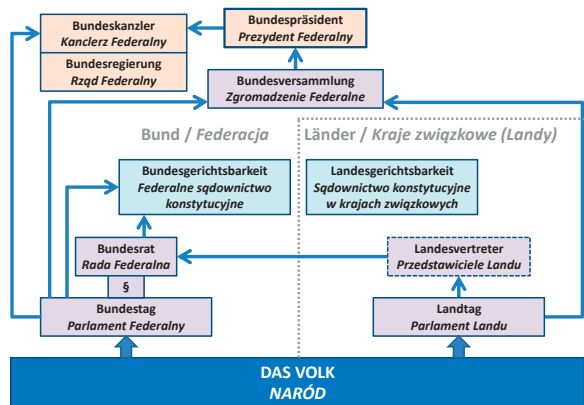 Bundeskanzler
Kanclerz Federalny
Bundespräsident
Prezydent Federalny
Bundesregierung
Rząd Federalny
Bundesversammlung
Zgromadzenie Federalne
Bund / Federacja
Länder / Kraje związkowe (Landy)
Bundesgerichtsbarkeit
Federalne sądownictwo
konstytucyjne
Landesgerichtsbarkeit
Sądownictwo konstytucyjne
w krajach związkowych
Bundesrat
Rada Federalna
Landesvertreter
Przedstawiciele Landu
§
Bundestag
Parlament Federalny
Landtag
Parlament Landu
DAS VOLK
NARÓD